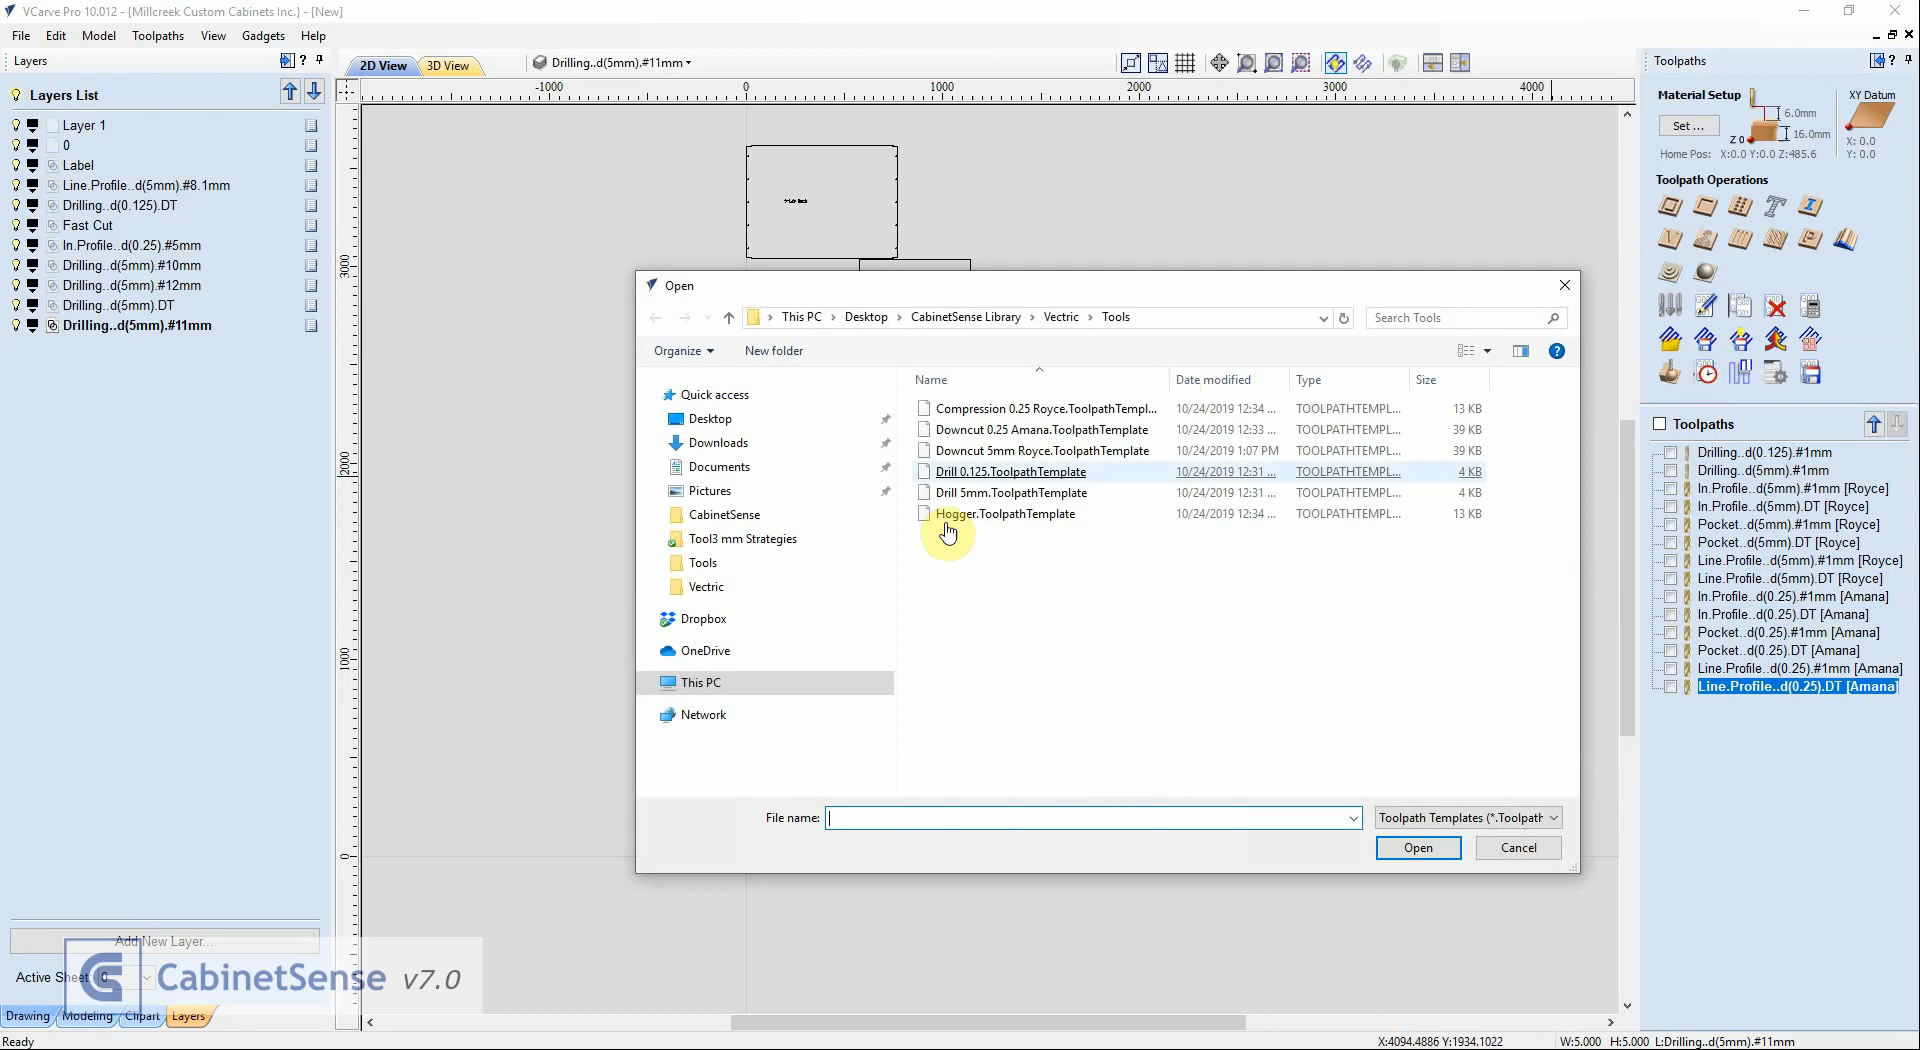 VCarve Pro 10.012 - {Millcreek Custom Cabinets Inc.} - [New]
File Edit Model Toolpaths View Gadgets Help
Layers
Layers List
Layer 1
0
Label
Line.Profile..d(5mm).#8.1mm
Drilling..d(0.125).DT
Fast Cut
In.Profile..d(0.25).#5mm
Drilling..d(5mm).#10mm
Drilling..d(5mm).#12mm
Drilling..d(5mm).DT
Drilling..d(5mm).#11mm
Add New Layer...
Active Sheet 0
CabinetSense v7.0
Drawing Modeling Clipart Layers
Ready
2D View 3D View Drilling..d(5mm).#11mm
-1000 0 1000 2000 3000 4000
3000
2000
1000
0
Open
This PC › Desktop › CabinetSense Library › Vectric › Tools
Search Tools
Organize New folder
Quick access
Desktop
Downloads
Documents
Pictures
CabinetSense
Tool3 mm Strategies
Tools
Vectric
Dropbox
OneDrive
This PC
Network
Name Date modified Type Size
Compression 0.25 Royce.ToolpathTempl... 10/24/2019 12:34 ... TOOLPATHTEMPL... 13 KB
Downcut 0.25 Amana.ToolpathTemplate 10/24/2019 12:33 ... TOOLPATHTEMPL... 39 KB
Downcut 5mm Royce.ToolpathTemplate 10/24/2019 1:07 PM TOOLPATHTEMPL... 39 KB
Drill 0.125.ToolpathTemplate 10/24/2019 12:31 ... TOOLPATHTEMPL... 4 KB
Drill 5mm.ToolpathTemplate 10/24/2019 12:31 ... TOOLPATHTEMPL... 4 KB
Hogger.ToolpathTemplate 10/24/2019 12:34 ... TOOLPATHTEMPL... 13 KB
File name:
Toolpath Templates (*.Toolpath
Open Cancel
Toolpaths
Material Setup
Set ...
6.0mm
Z 0
16.0mm
XY Datum
X: 0.0
Y: 0.0
Home Pos: X:0.0 Y:0.0 Z:485.6
Toolpath Operations
Toolpaths
Drilling..d(0.125).#1mm
Drilling..d(5mm).#1mm
In.Profile..d(5mm).#1mm [Royce]
In.Profile..d(5mm).DT [Royce]
Pocket..d(5mm).#1mm [Royce]
Pocket..d(5mm).DT [Royce]
Line.Profile..d(5mm).#1mm [Royce]
Line.Profile..d(5mm).DT [Royce]
In.Profile..d(0.25).#1mm [Amana]
In.Profile..d(0.25).DT [Amana]
Pocket..d(0.25).#1mm [Amana]
Pocket..d(0.25).DT [Amana]
Line.Profile..d(0.25).#1mm [Amana]
Line.Profile..d(0.25).DT [Amana]
X:4094.4886 Y:1934.1022
W:5.000 H:5.000 L:Drilling..d(5mm).#11mm